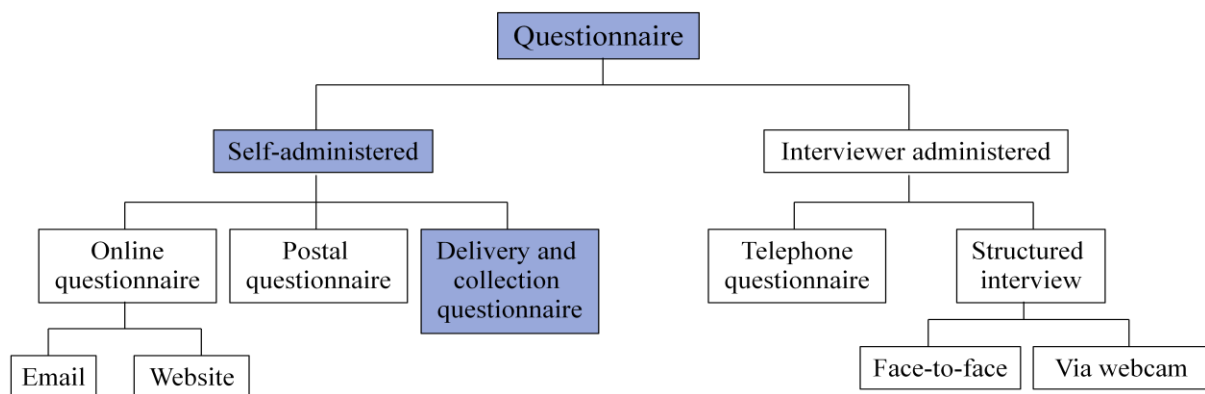 Questionnaire
Self-administered
Interviewer administered
Online
questionnaire
Postal
questionnaire
Delivery and
collection
questionnaire
Telephone
questionnaire
Structured
interview
Email
Website
Face-to-face
Via webcam